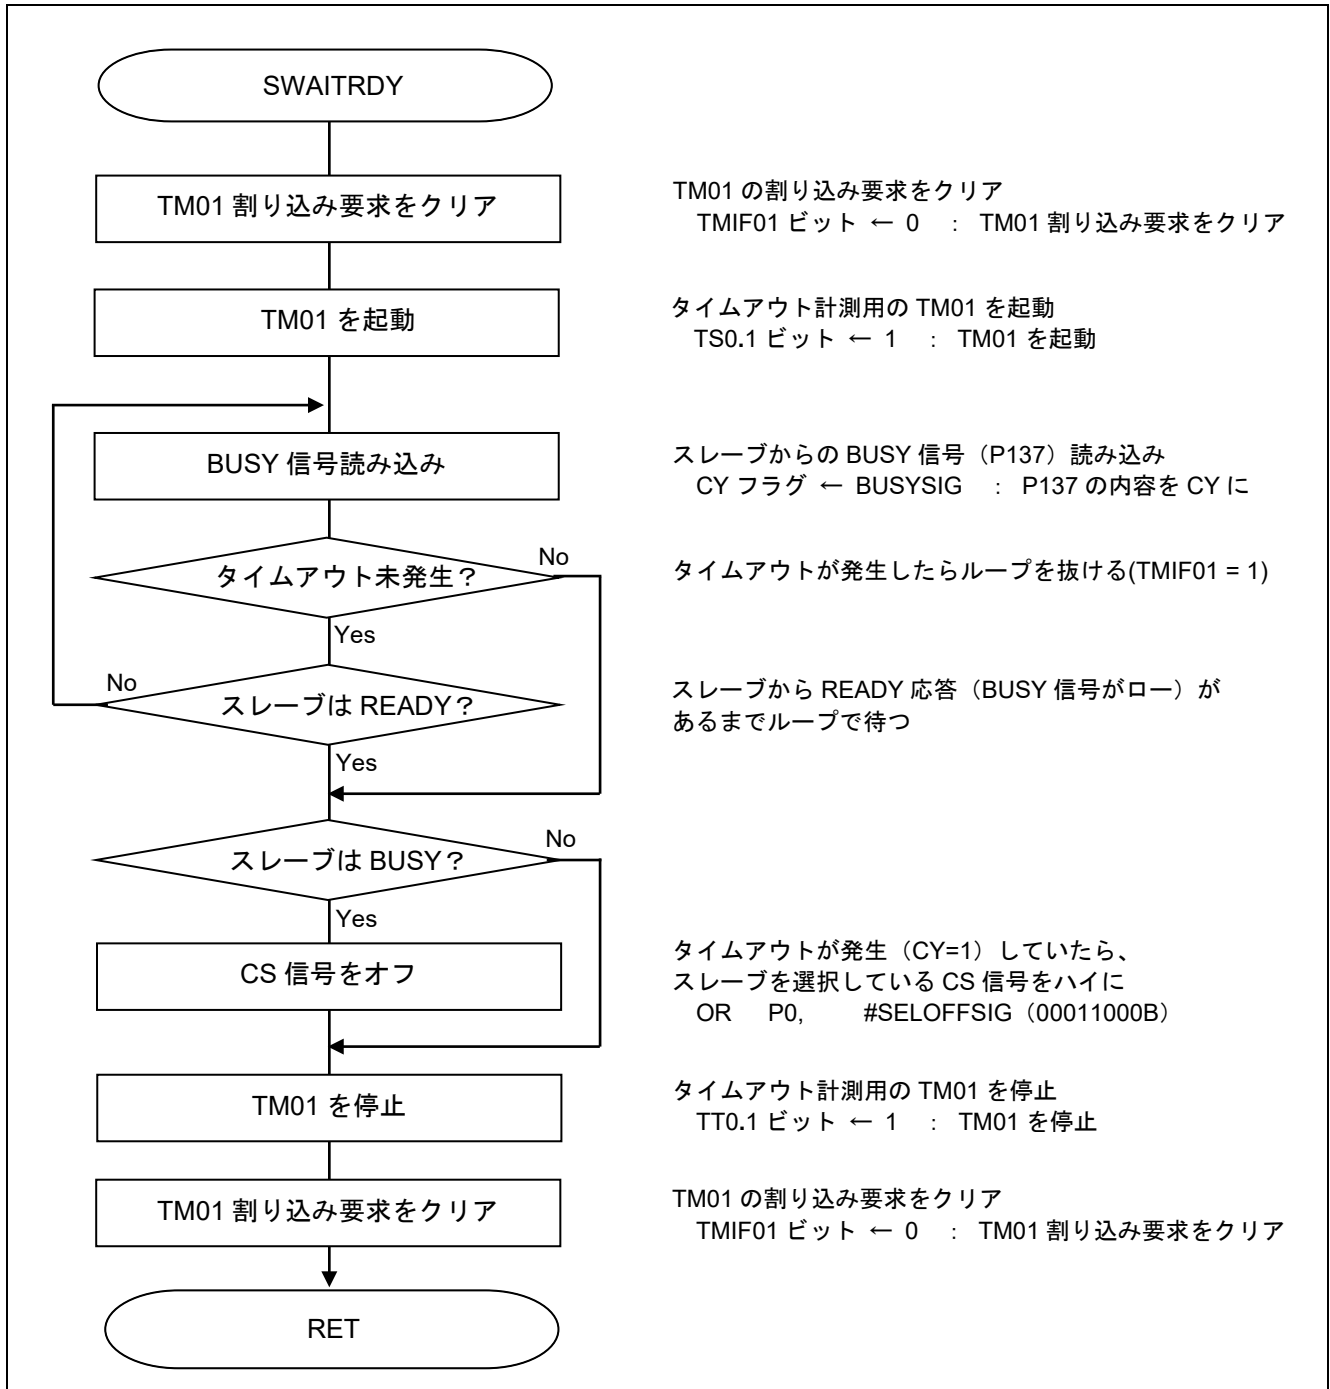 SWAITRDY
TM01 割り込み要求をクリア
TM01 の割り込み要求をクリア
TMIF01 ビット ← 0 : TM01 割り込み要求をクリア
TM01 を起動
タイムアウト計測用の TM01 を起動
TS0.1 ビット ← 1 : TM01 を起動
BUSY 信号読み込み
スレーブからの BUSY 信号（P137）読み込み
CY フラグ ← BUSYSIG : P137 の内容を CY に
タイムアウト未発生？
No
Yes
タイムアウトが発生したらループを抜ける(TMIF01 = 1)
スレーブは READY？
No
Yes
スレーブから READY 応答（BUSY 信号がロー）が
あるまでループで待つ
スレーブは BUSY？
No
Yes
CS 信号をオフ
タイムアウトが発生（CY=1）していたら、
スレーブを選択している CS 信号をハイに
OR P0, #SELOFFSIG（00011000B）
TM01 を停止
タイムアウト計測用の TM01 を停止
TT0.1 ビット ← 1 : TM01 を停止
TM01 割り込み要求をクリア
TM01 の割り込み要求をクリア
TMIF01 ビット ← 0 : TM01 割り込み要求をクリア
RET